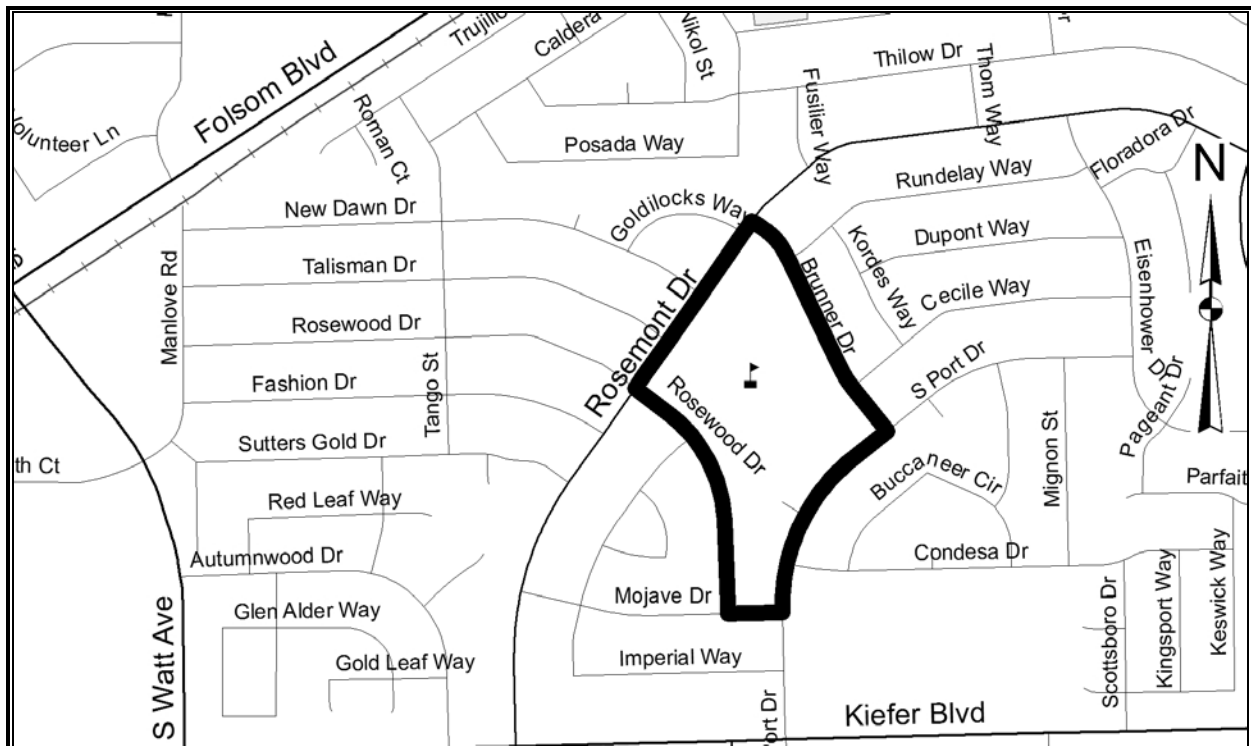 Trujillo
Caldera
Nikol St
Thilow Dr
Thom Way
Folsom Blvd
Roman Ct
Fusilier Way
Posada Way
Floradora Dr
N
Rundelay Way
New Dawn Dr
Goldilocks Way
Dupont Way
Kordes Way
Eisenhower Dr
Talisman Dr
Manlove Rd
Brunner Dr
Cecile Way
Rosewood Dr
Rosemont Dr
S Port Dr
Fashion Dr
Tango St
Rosewood Dr
Pageant Dr
Sutters Gold Dr
th Ct
Buccaneer Cir
Mignon St
Parfait
Red Leaf Way
Autumnwood Dr
Condesa Dr
Mojave Dr
Glen Alder Way
Scottsboro Dr
Kingsport Way
Keswick Way
S Watt Ave
Gold Leaf Way
Imperial Way
ort Dr
Kiefer Blvd
olunteer Ln